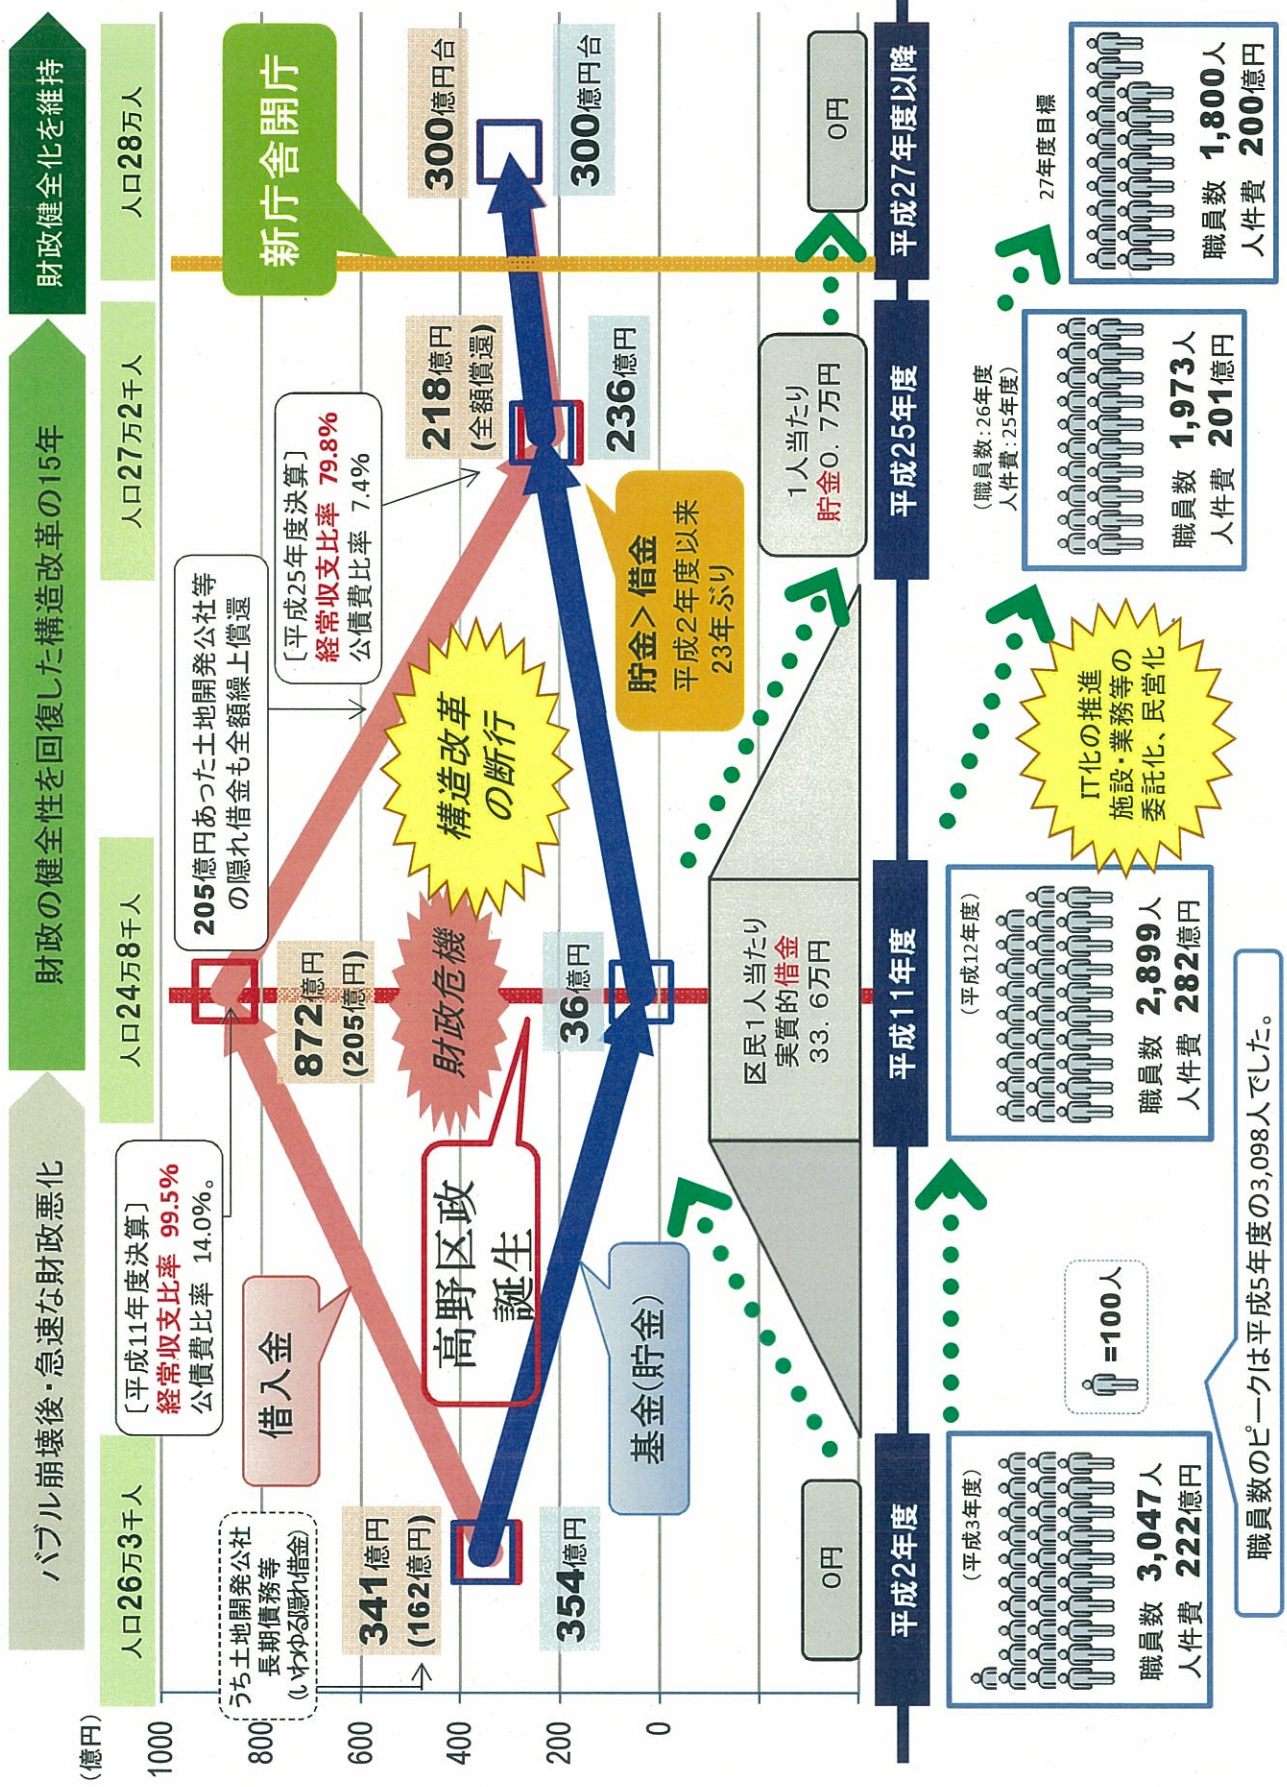 バブル崩壊後・急速な財政悪化
財政の健全性を回復した構造改革の15年
財政健全化を維持
人口26万3千人
人口24万8千人
人口27万2千人
人口28万人
(億円)
1000
800
600
400
200
0
うち土地開発公社
長期債務等
(いわゆる隠れ借金)
341億円
(162億円)
354億円
[平成11年度決算]
経常収支比率 99.5%
公債費比率 14.0%。
借入金
高野区政
誕生
基金(貯金)
872億円
(205億円)
財政危機
36億円
205億円あった土地開発公社等
の隠れ借金も全額繰上償還
構造改革
の断行
[平成25年度決算]
経常収支比率 79.8%
公債費比率 7.4%
218億円
(全額償還)
236億円
貯金>借金
平成2年度以来
23年ぶり
新庁舎開庁
300億円台
300億円台
0円
区民1人当たり
実質的借金
33.6万円
1人当たり
貯金0.7万円
0円
平成2年度
平成11年度
平成25年度
平成27年度以降
(平成3年度)
職員数 3,047人
人件費 222億円
=100人
(平成12年度)
職員数 2,899人
人件費 282億円
IT化の推進
施設・業務等の
委託化、民営化
(職員数:26年度
人件費:25年度)
職員数 1,973人
人件費 201億円
27年度目標
職員数 1,800人
人件費 200億円
職員数のピークは平成5年度の3,098人でした。